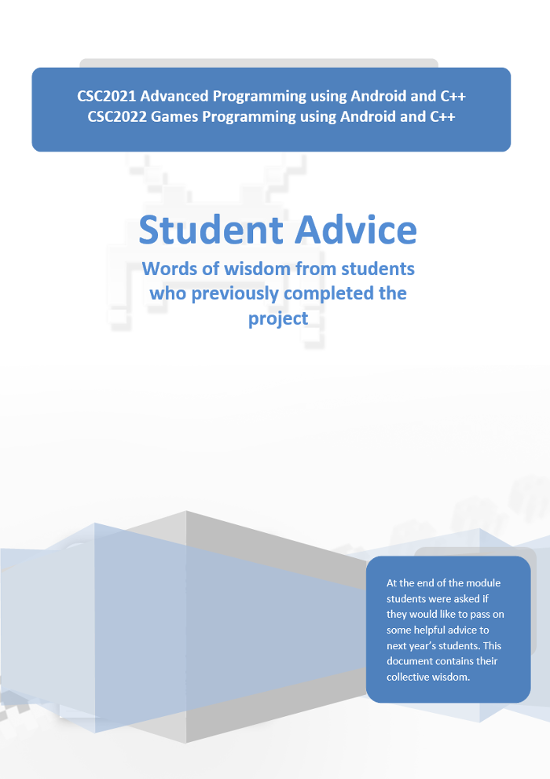 CSC2021 Advanced Programming using Android and C++
CSC2022 Games Programming using Android and C++
Student Advice
Words of wisdom from students
who previously completed the
project
At the end of the module
students were asked if
they would like to pass on
some helpful advice to
next year's students. This
document contains their
collective wisdom.